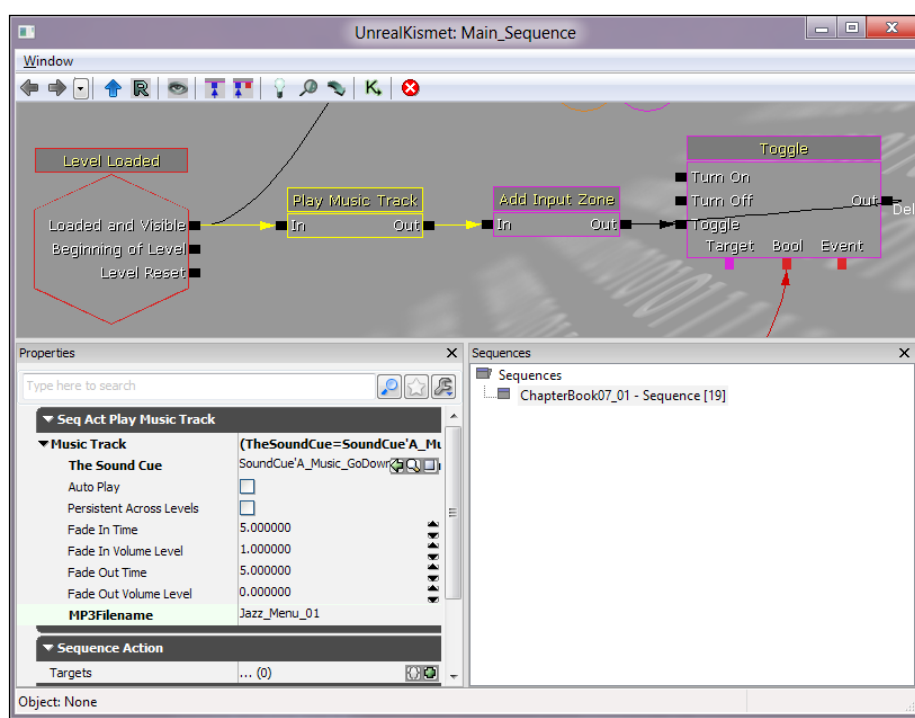 UnrealKismet: Main_Sequence
Window
Level Loaded
Loaded and Visible
Beginning of Level
Level Reset
Play Music Track
In Out
Add Input Zone
In Out
Toggle
Turn On
Turn Off Out
Toggle
Target Bool Event
Del
Properties
Type here to search
Seq Act Play Music Track
Music Track (TheSoundCue=SoundCue'A_Mu
The Sound Cue SoundCue'A_Music_GoDown
Auto Play
Persistent Across Levels
Fade In Time 5.000000
Fade In Volume Level 1.000000
Fade Out Time 5.000000
Fade Out Volume Level 0.000000
MP3Filename Jazz_Menu_01
Sequence Action
Targets ... (0)
Sequences
Sequences
ChapterBook07_01 - Sequence [19]
Object: None